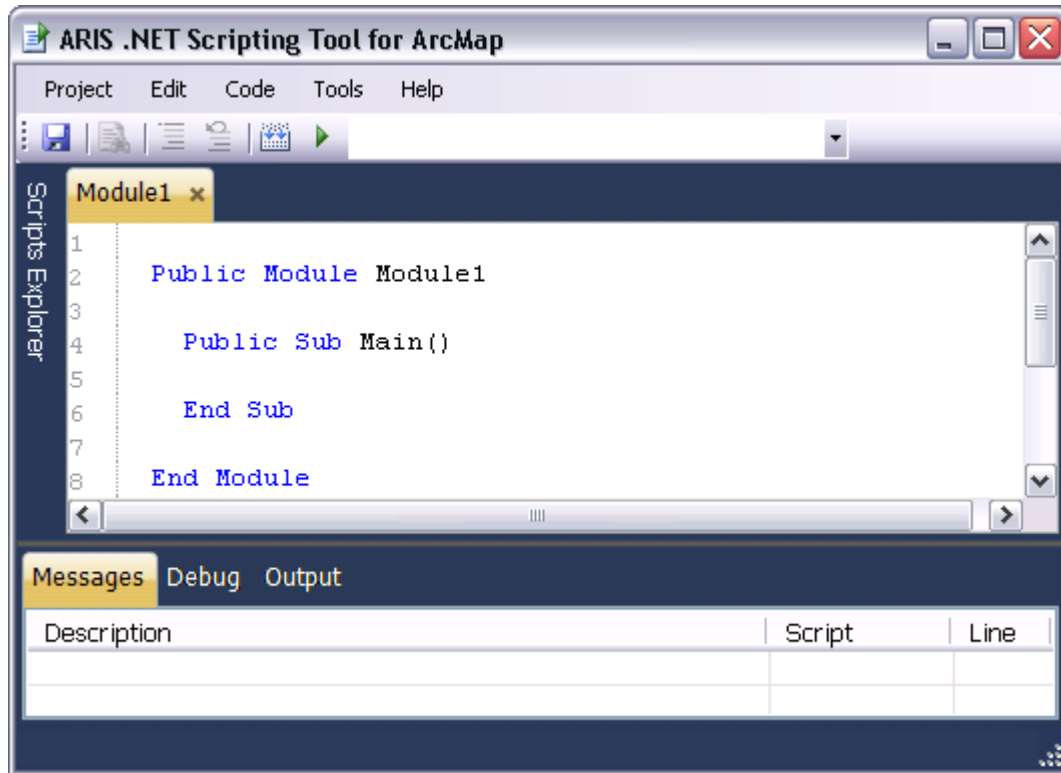 ARIS .NET Scripting Tool for ArcMap
Project Edit Code Tools Help
Scripts Explorer
Module1
1
2 Public Module Module1
3
4 Public Sub Main()
5
6 End Sub
7
8 End Module
Messages Debug Output
Description Script Line